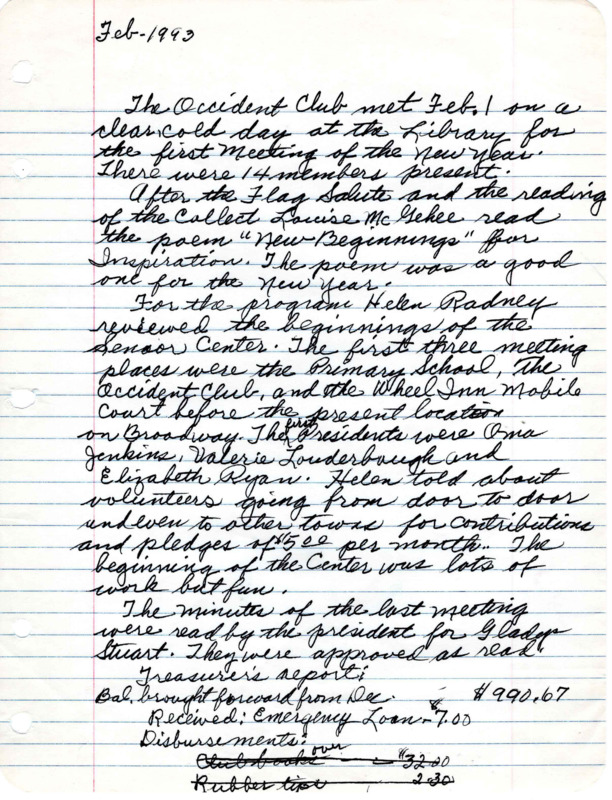 Feb-1993
The Occident Club met Feb. 1 on a
clear, cold day at the Library for
the first Meeting of the New Year.
There were 14 members present.
After the Flag Salute and the reading
of the Collect Louise McGehee read
the poem "New Beginnings" for
Inspiration. The poem was a good
one for the New Year.
For the program Helen Radney
reviewed the beginnings of the
Senoor Center. The first three meeting
places were the Primary School, the
Occident Club, and the Wheel Inn Mobile
Court before the present location
on Broadway. The first Presidents were Oma
Jenkins, Valerie Louderbough and
Elizabeth Ryan. Helen told about
volunteers going from door to door
and even to other towns for contributions
and pledges of $5.00 per month.. The
beginning of the Center was lots of
work but fun.
The minutes of the last meeting
were read by the president for Gladys
Stuart. They were approved as read.
Treasurer's report:
Bal. brought forward from Dec. $990.67
Received: Emergency Loan - 7.00
Disbursements: over
Club books - $32.00
Rubber tips 2.30